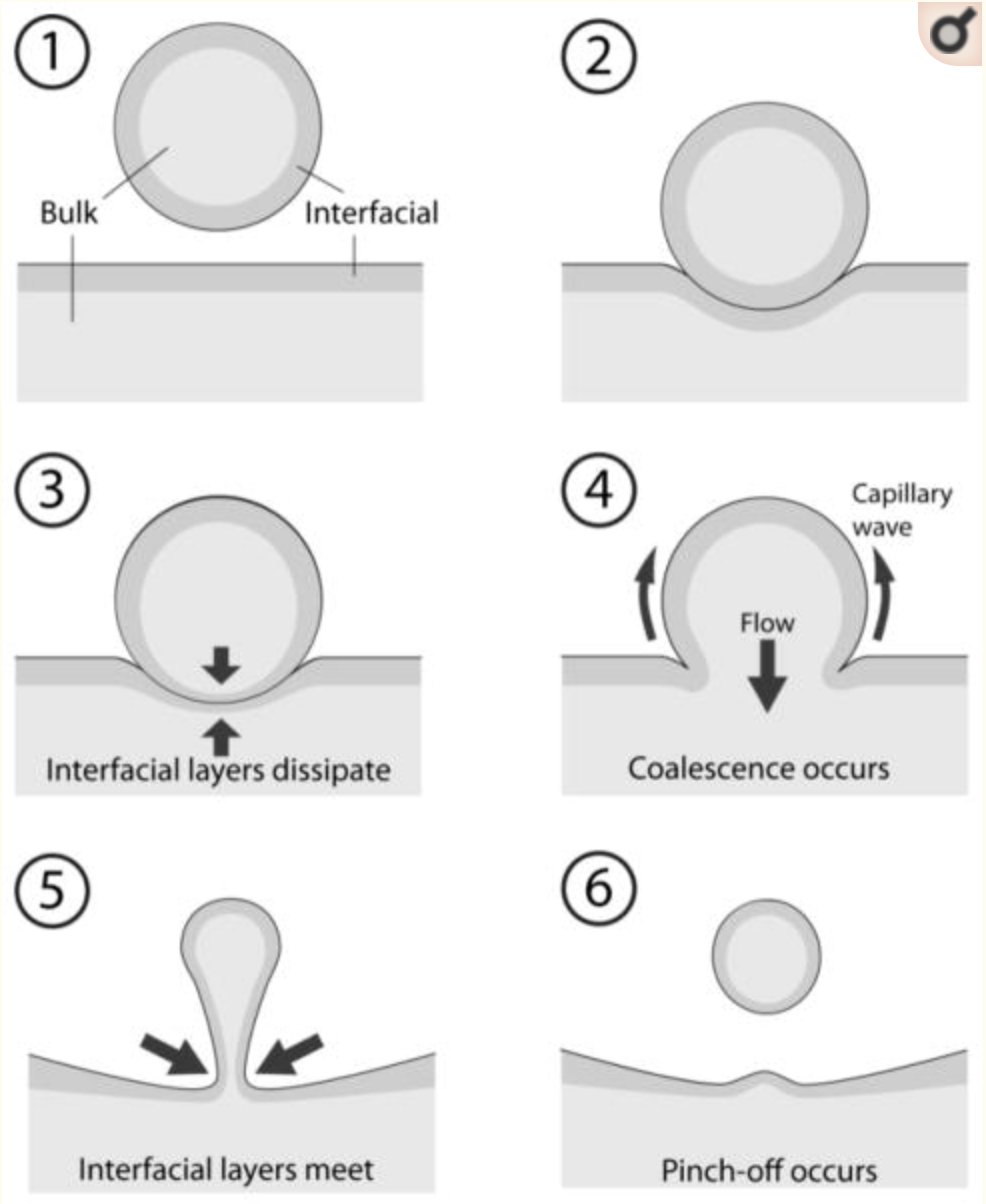 1
2
Bulk
Interfacial
3
4
Capillary
wave
Flow
Interfacial layers dissipate
Coalescence occurs
5
6
Interfacial layers meet
Pinch-off occurs